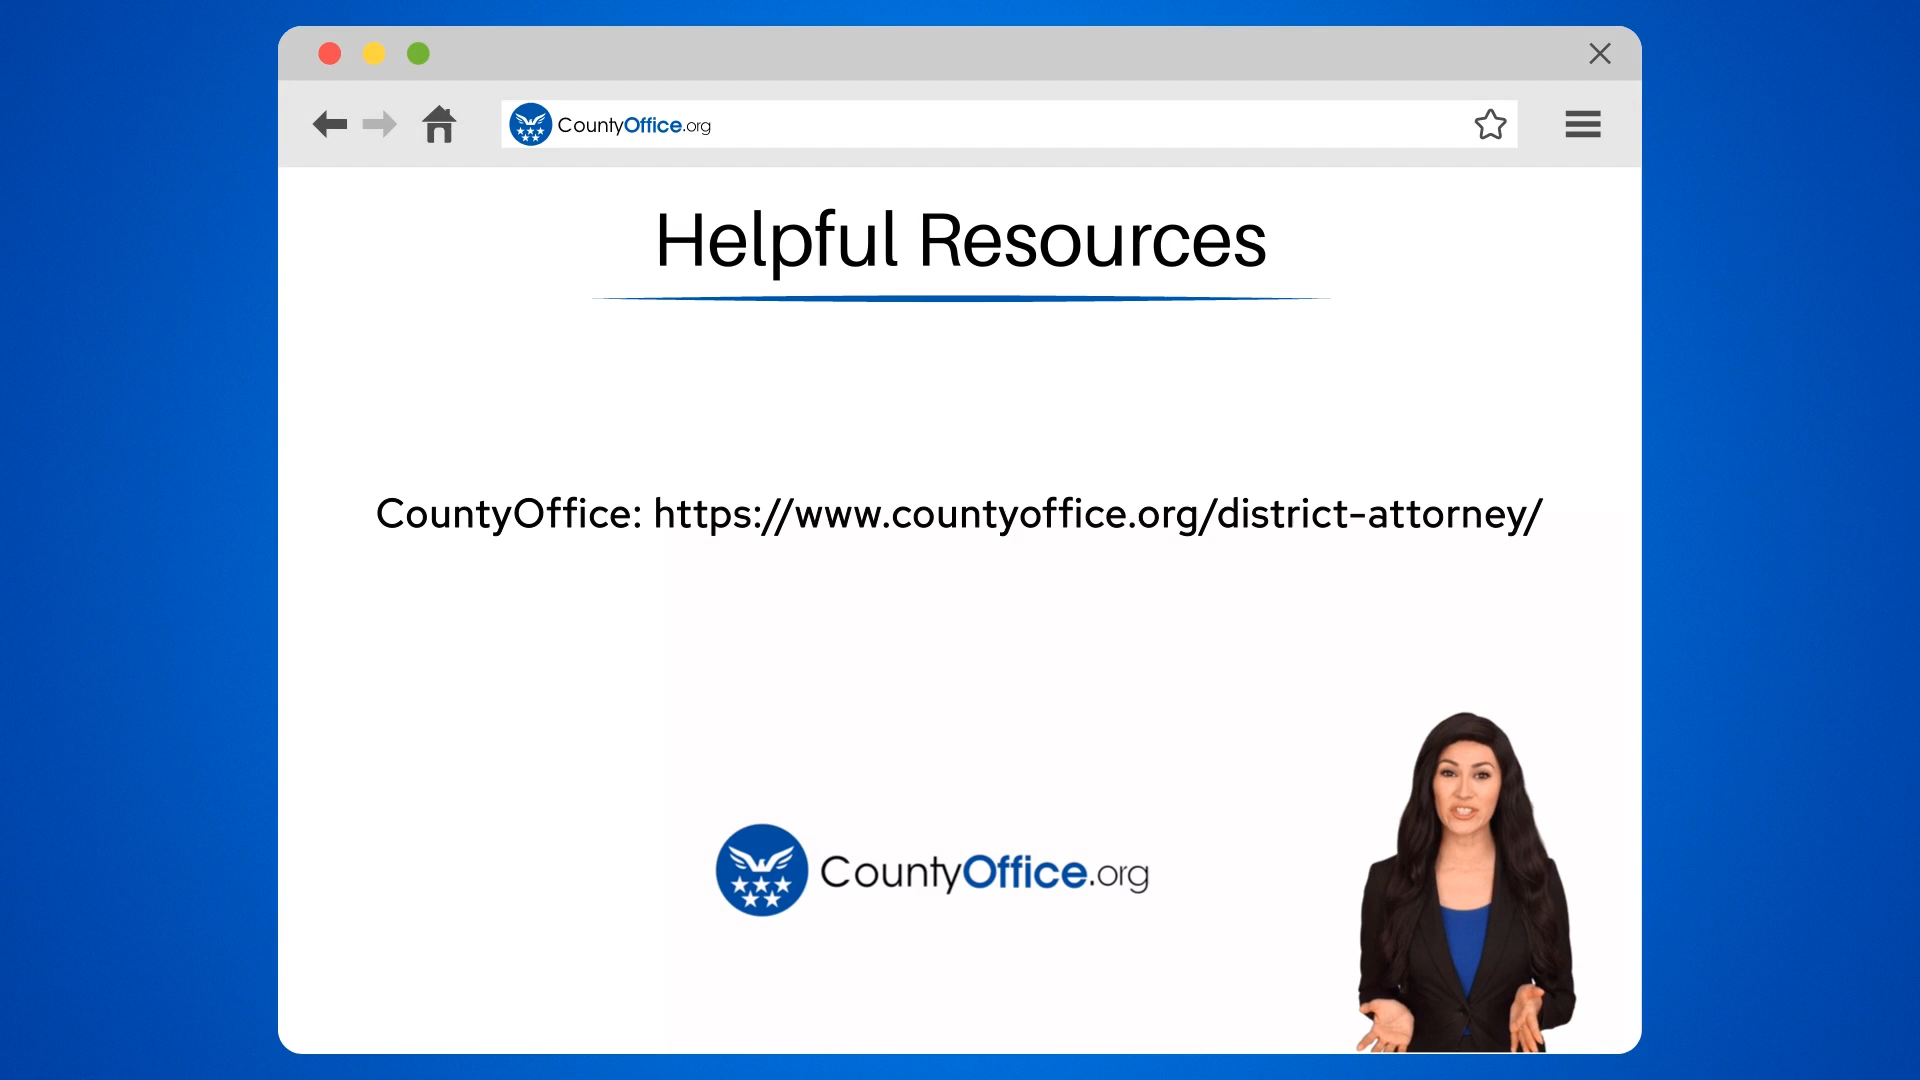 CountyOffice.org
Helpful Resources
CountyOffice: https://www.countyoffice.org/district-attorney/
CountyOffice.org